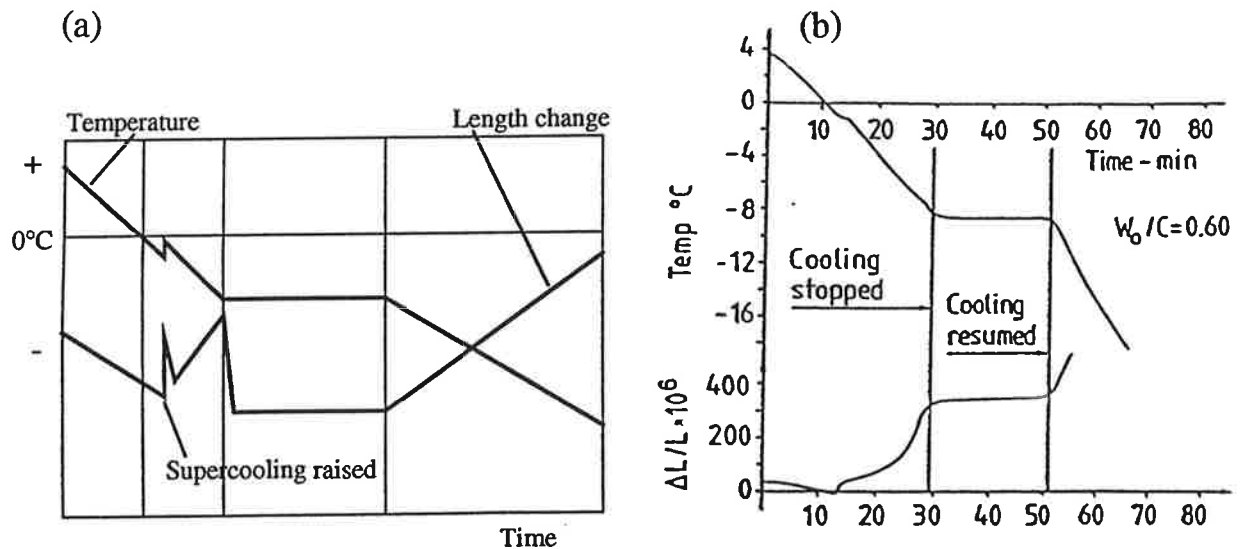 (a)
Temperature
Length change
+
0°C
-
Supercooling raised
Time
(b)
4
0
-4
-8
-12
-16
Temp °C
10 20 30 40 50 60 70 80
Time - min
W₀/C=0.60
Cooling
stopped
Cooling
resumed
400
200
0
ΔL/L·10⁶
10 20 30 40 50 60 70 80